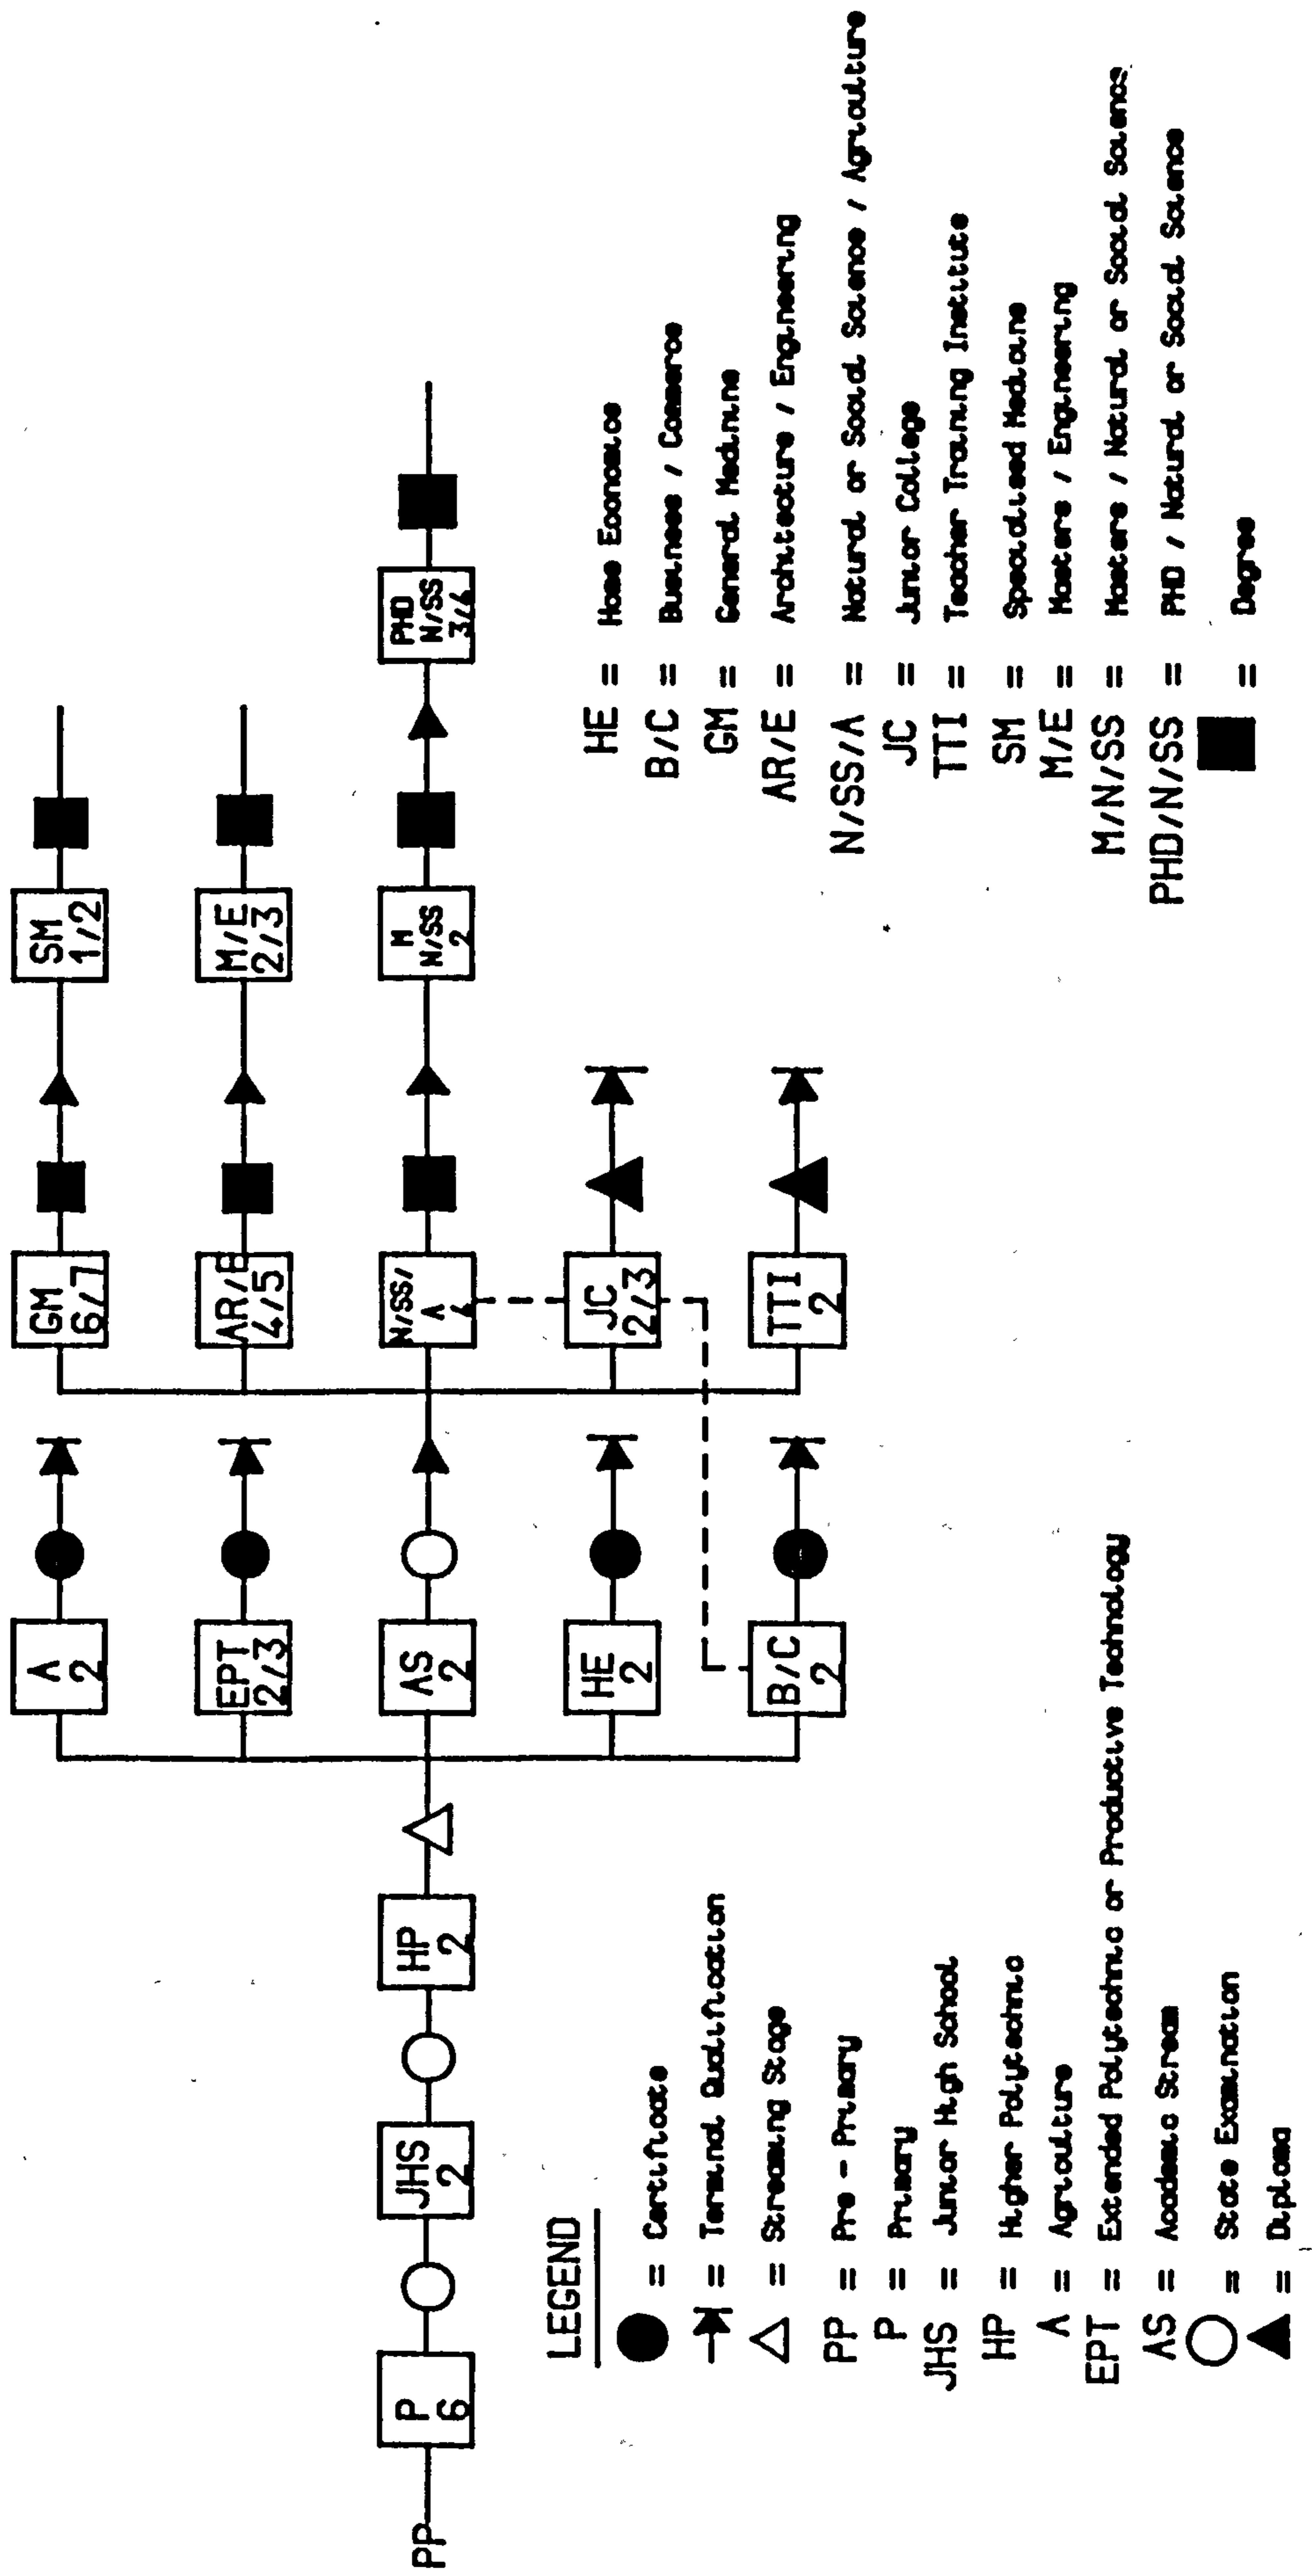 PP
P
6
JHS
2
HP
2
A
2
EPT
2/3
AS
2
HE
2
B/C
2
GM
6/7
AR/E
4/5
N/SS/
A 4
JC
2/3
TTI
2
SM
1/2
M/E
2/3
M
N/SS
2
PHD
N/SS
3/4
LEGEND
= Certificate
= Terminal Qualification
= Streaming Stage
PP = Pre - Primary
P = Primary
JHS = Junior High School
HP = Higher Polytechnic
A = Agriculture
EPT = Extended Polytechnic or Productive Technology
AS = Academic Stream
= State Examination
= Diploma
HE = Home Economics
B/C = Business / Commerce
GM = General Medinine
AR/E = Architecture / Engineering
N/SS/A = Natural or Social Science / Agriculture
JC = Junior College
TTI = Teacher Training Institute
SM = Specialised Medicine
M/E = Masters / Engineering
M/N/SS = Masters / Natural or Social Science
PHD/N/SS = PHD / Natural or Social Science
= Degree